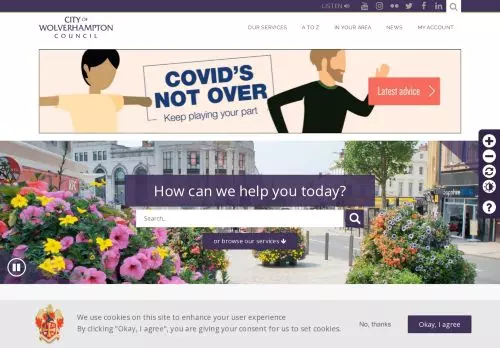 LISTEN
CITY OF
WOLVERHAMPTON
COUNCIL
OUR SERVICES
A TO Z
IN YOUR AREA
NEWS
MY ACCOUNT
COVID'S
NOT OVER
Keep playing your part
Latest advice
How can we help you today?
Search..
or browse our services
We use cookies on this site to enhance your user experience
By clicking "Okay, I agree", you are giving your consent for us to set cookies.
No, thanks
Okay, I agree